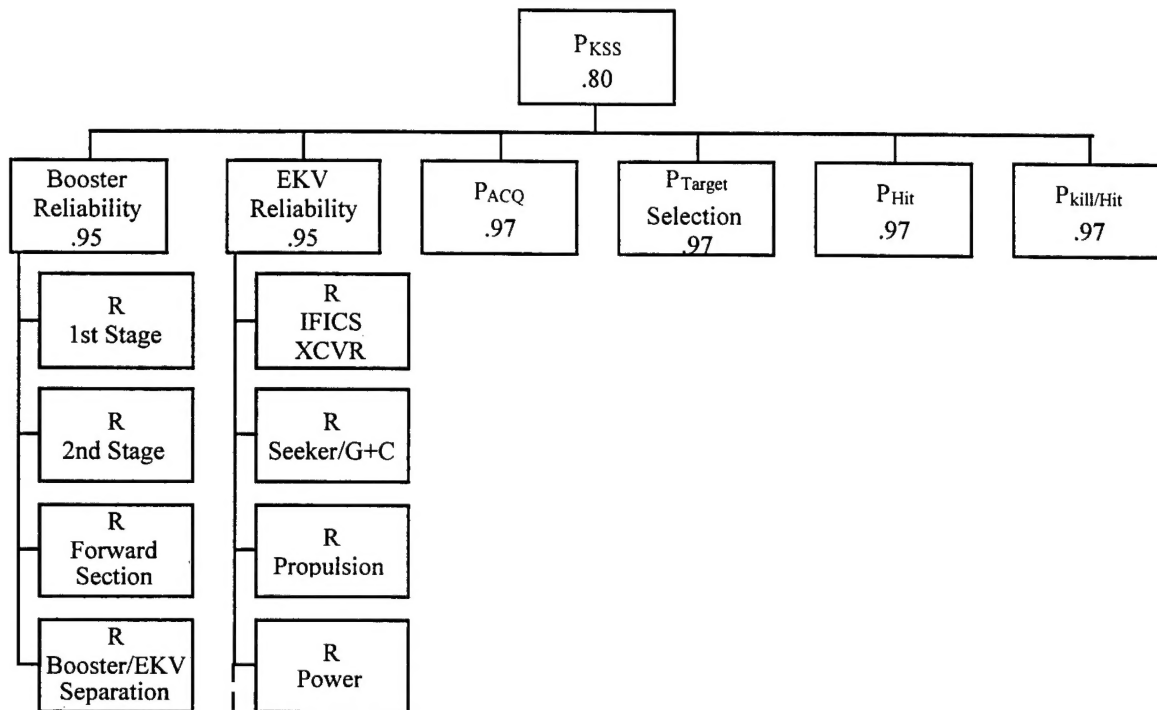 PKSS
.80
Booster
Reliability
.95
EKV
Reliability
.95
PACQ
.97
PTarget
Selection
.97
PHit
.97
Pkill/Hit
.97
R
1st Stage
R
2nd Stage
R
Forward
Section
R
Booster/EKV
Separation
R
IFICS
XCVR
R
Seeker/G+C
R
Propulsion
R
Power